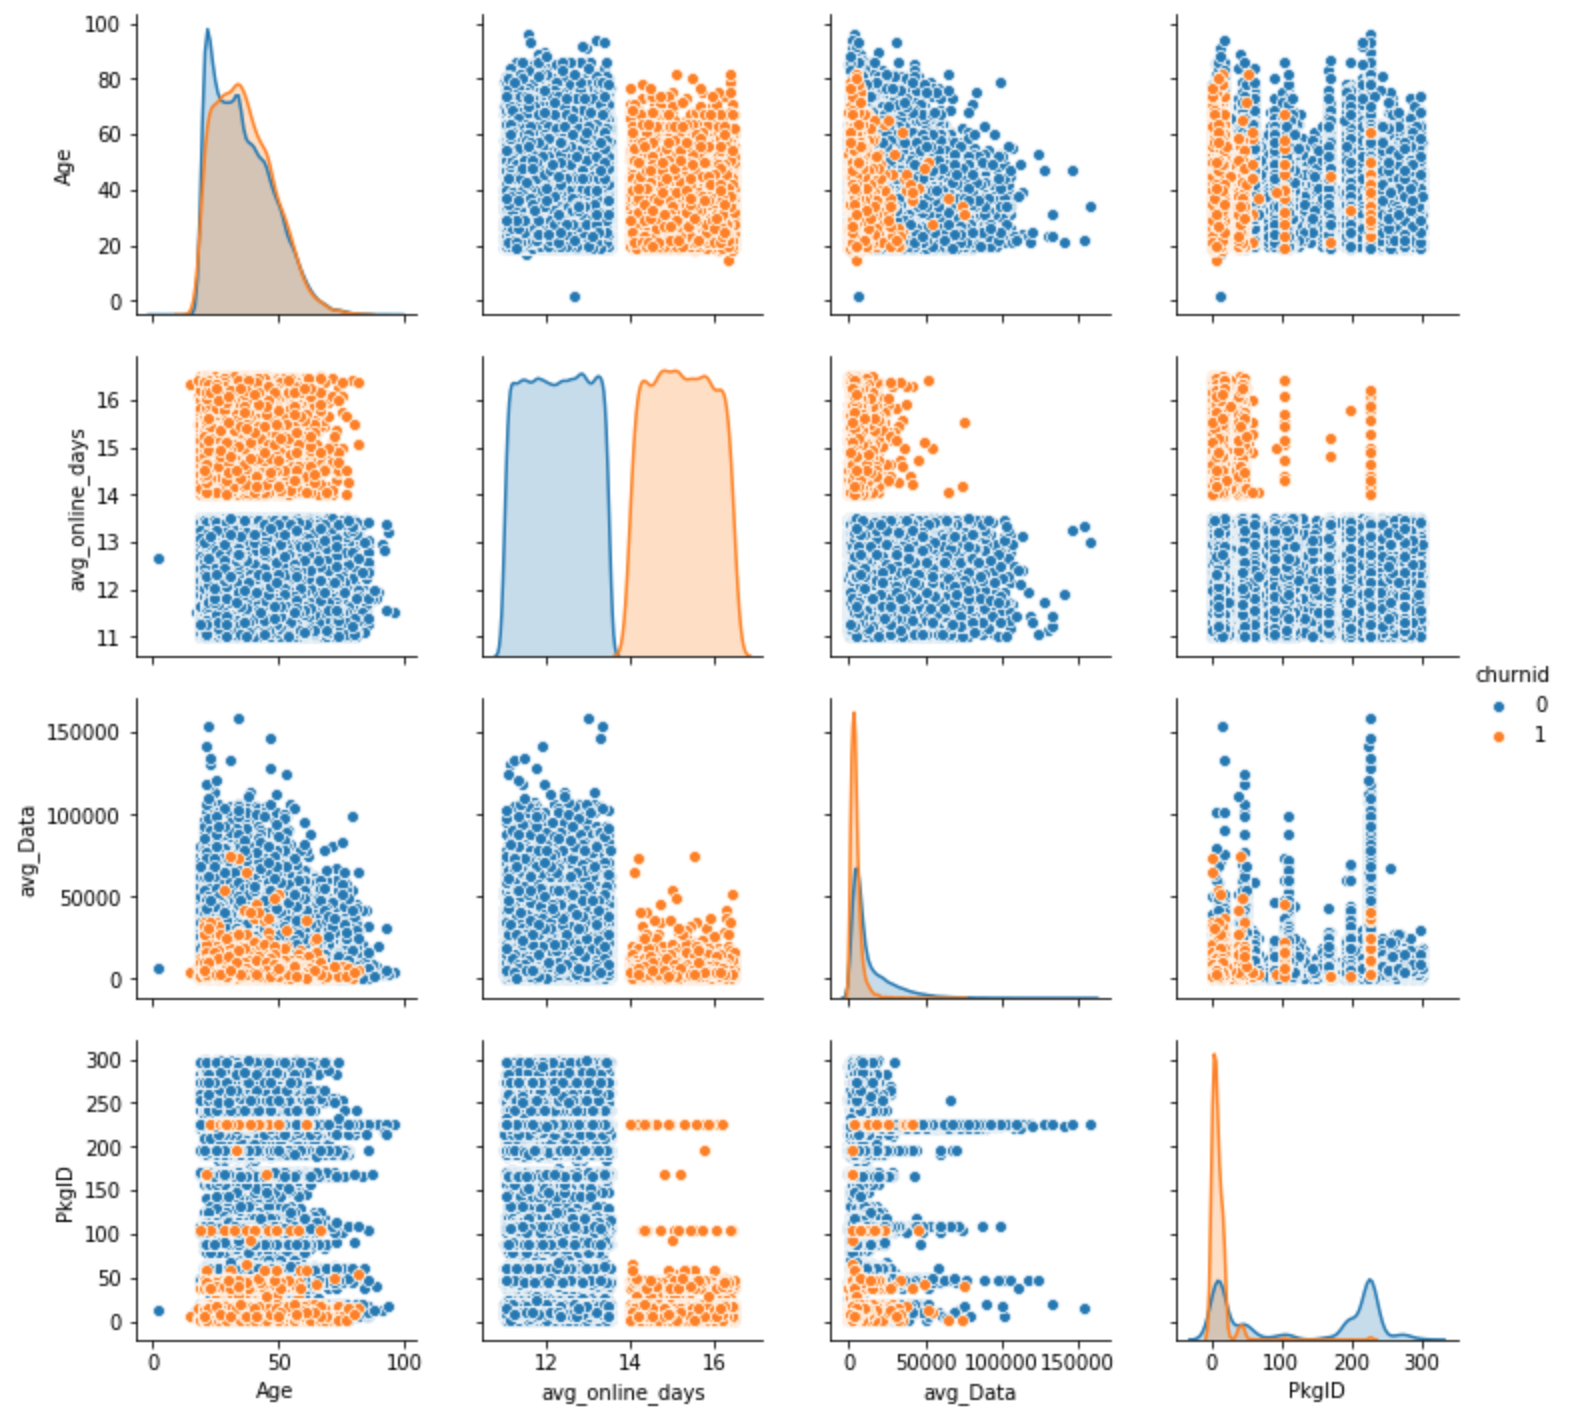 100
80
60
40
20
0
Age
16
15
14
13
12
11
avg_online_days
churnid
0
1
150000
100000
50000
0
avg_Data
300
250
200
150
100
50
0
PkgID
0 50 100
12 14 16
0 50000 100000 150000
0 100 200 300
Age
avg_online_days
avg_Data
PkgID